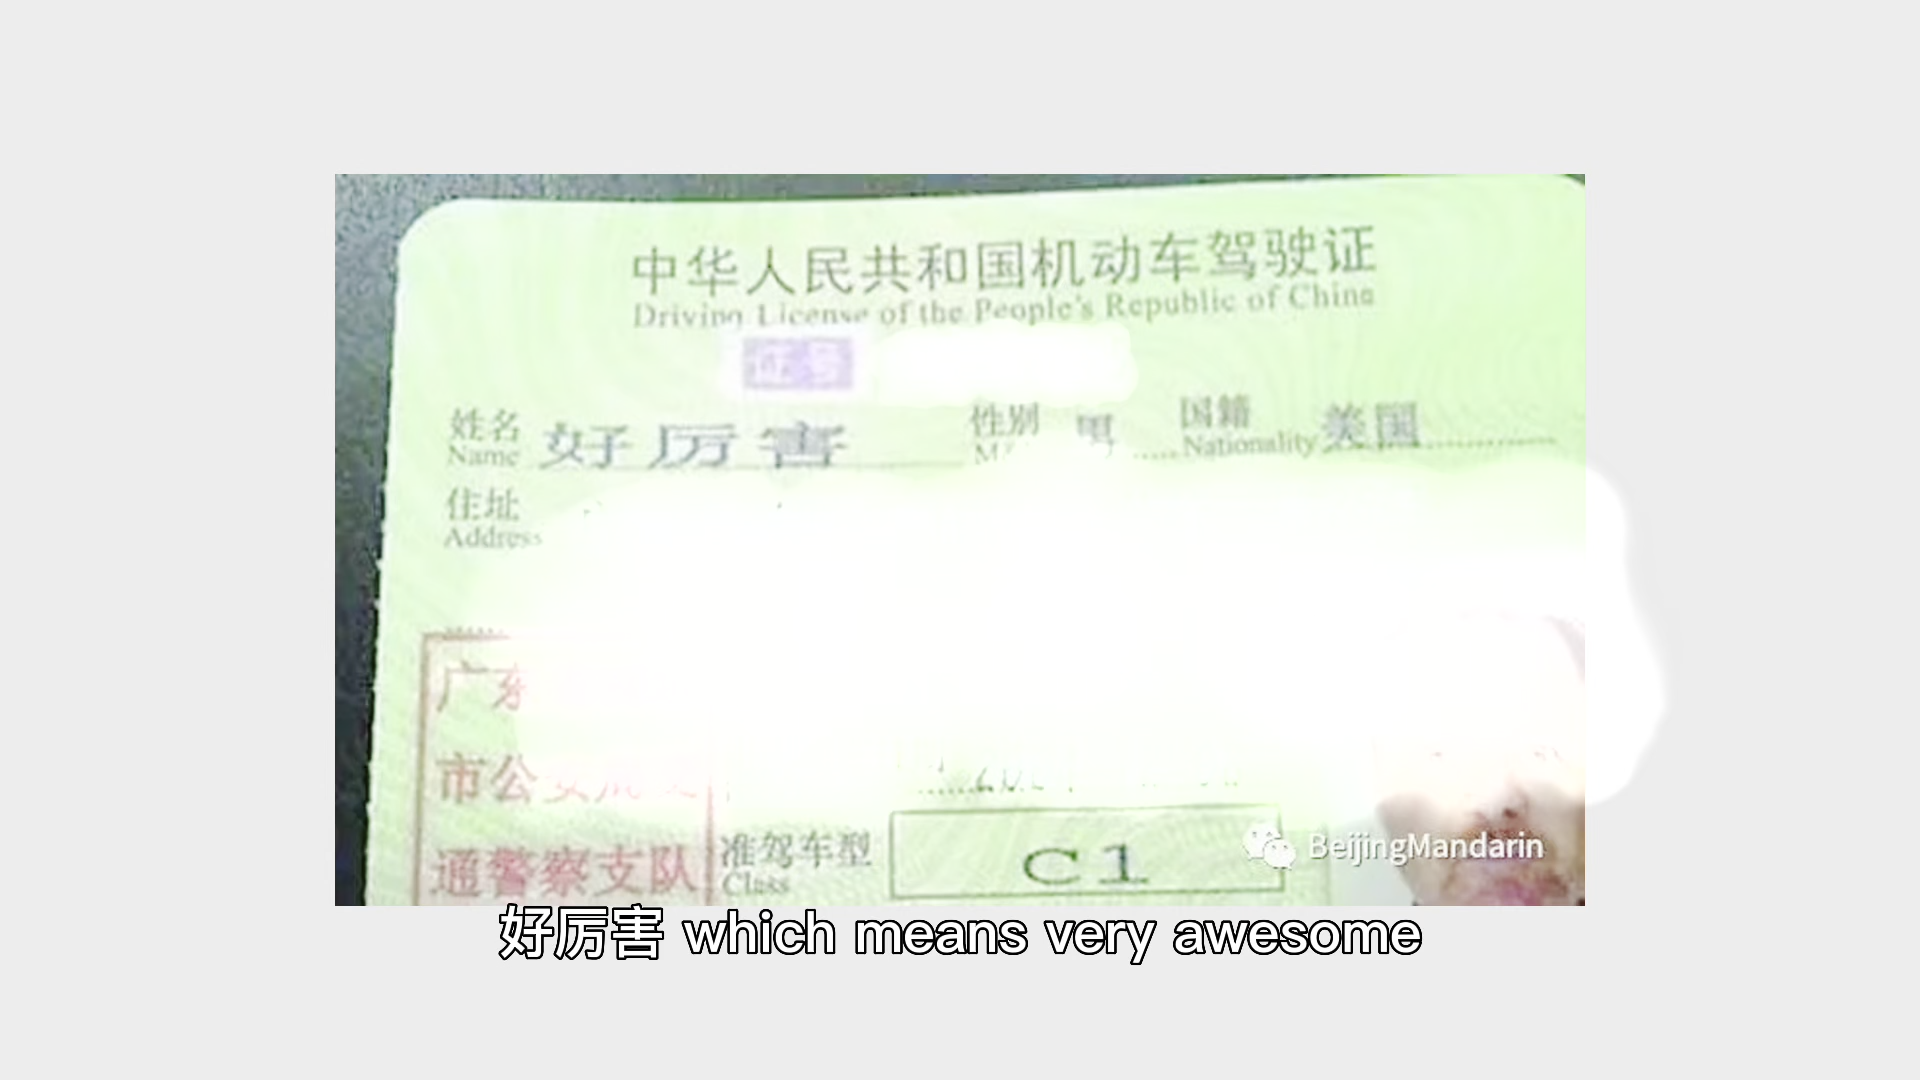 中华人民共和国机动车驾驶证
Driving License of the People's Republic of China
证号
姓名 好厉害 性别 男 国籍 美国
Name Nationality
住址
Address
广东
市公安
通警察支队
准驾车型 C1
Class
BeijingMandarin
好厉害 which means very awesome